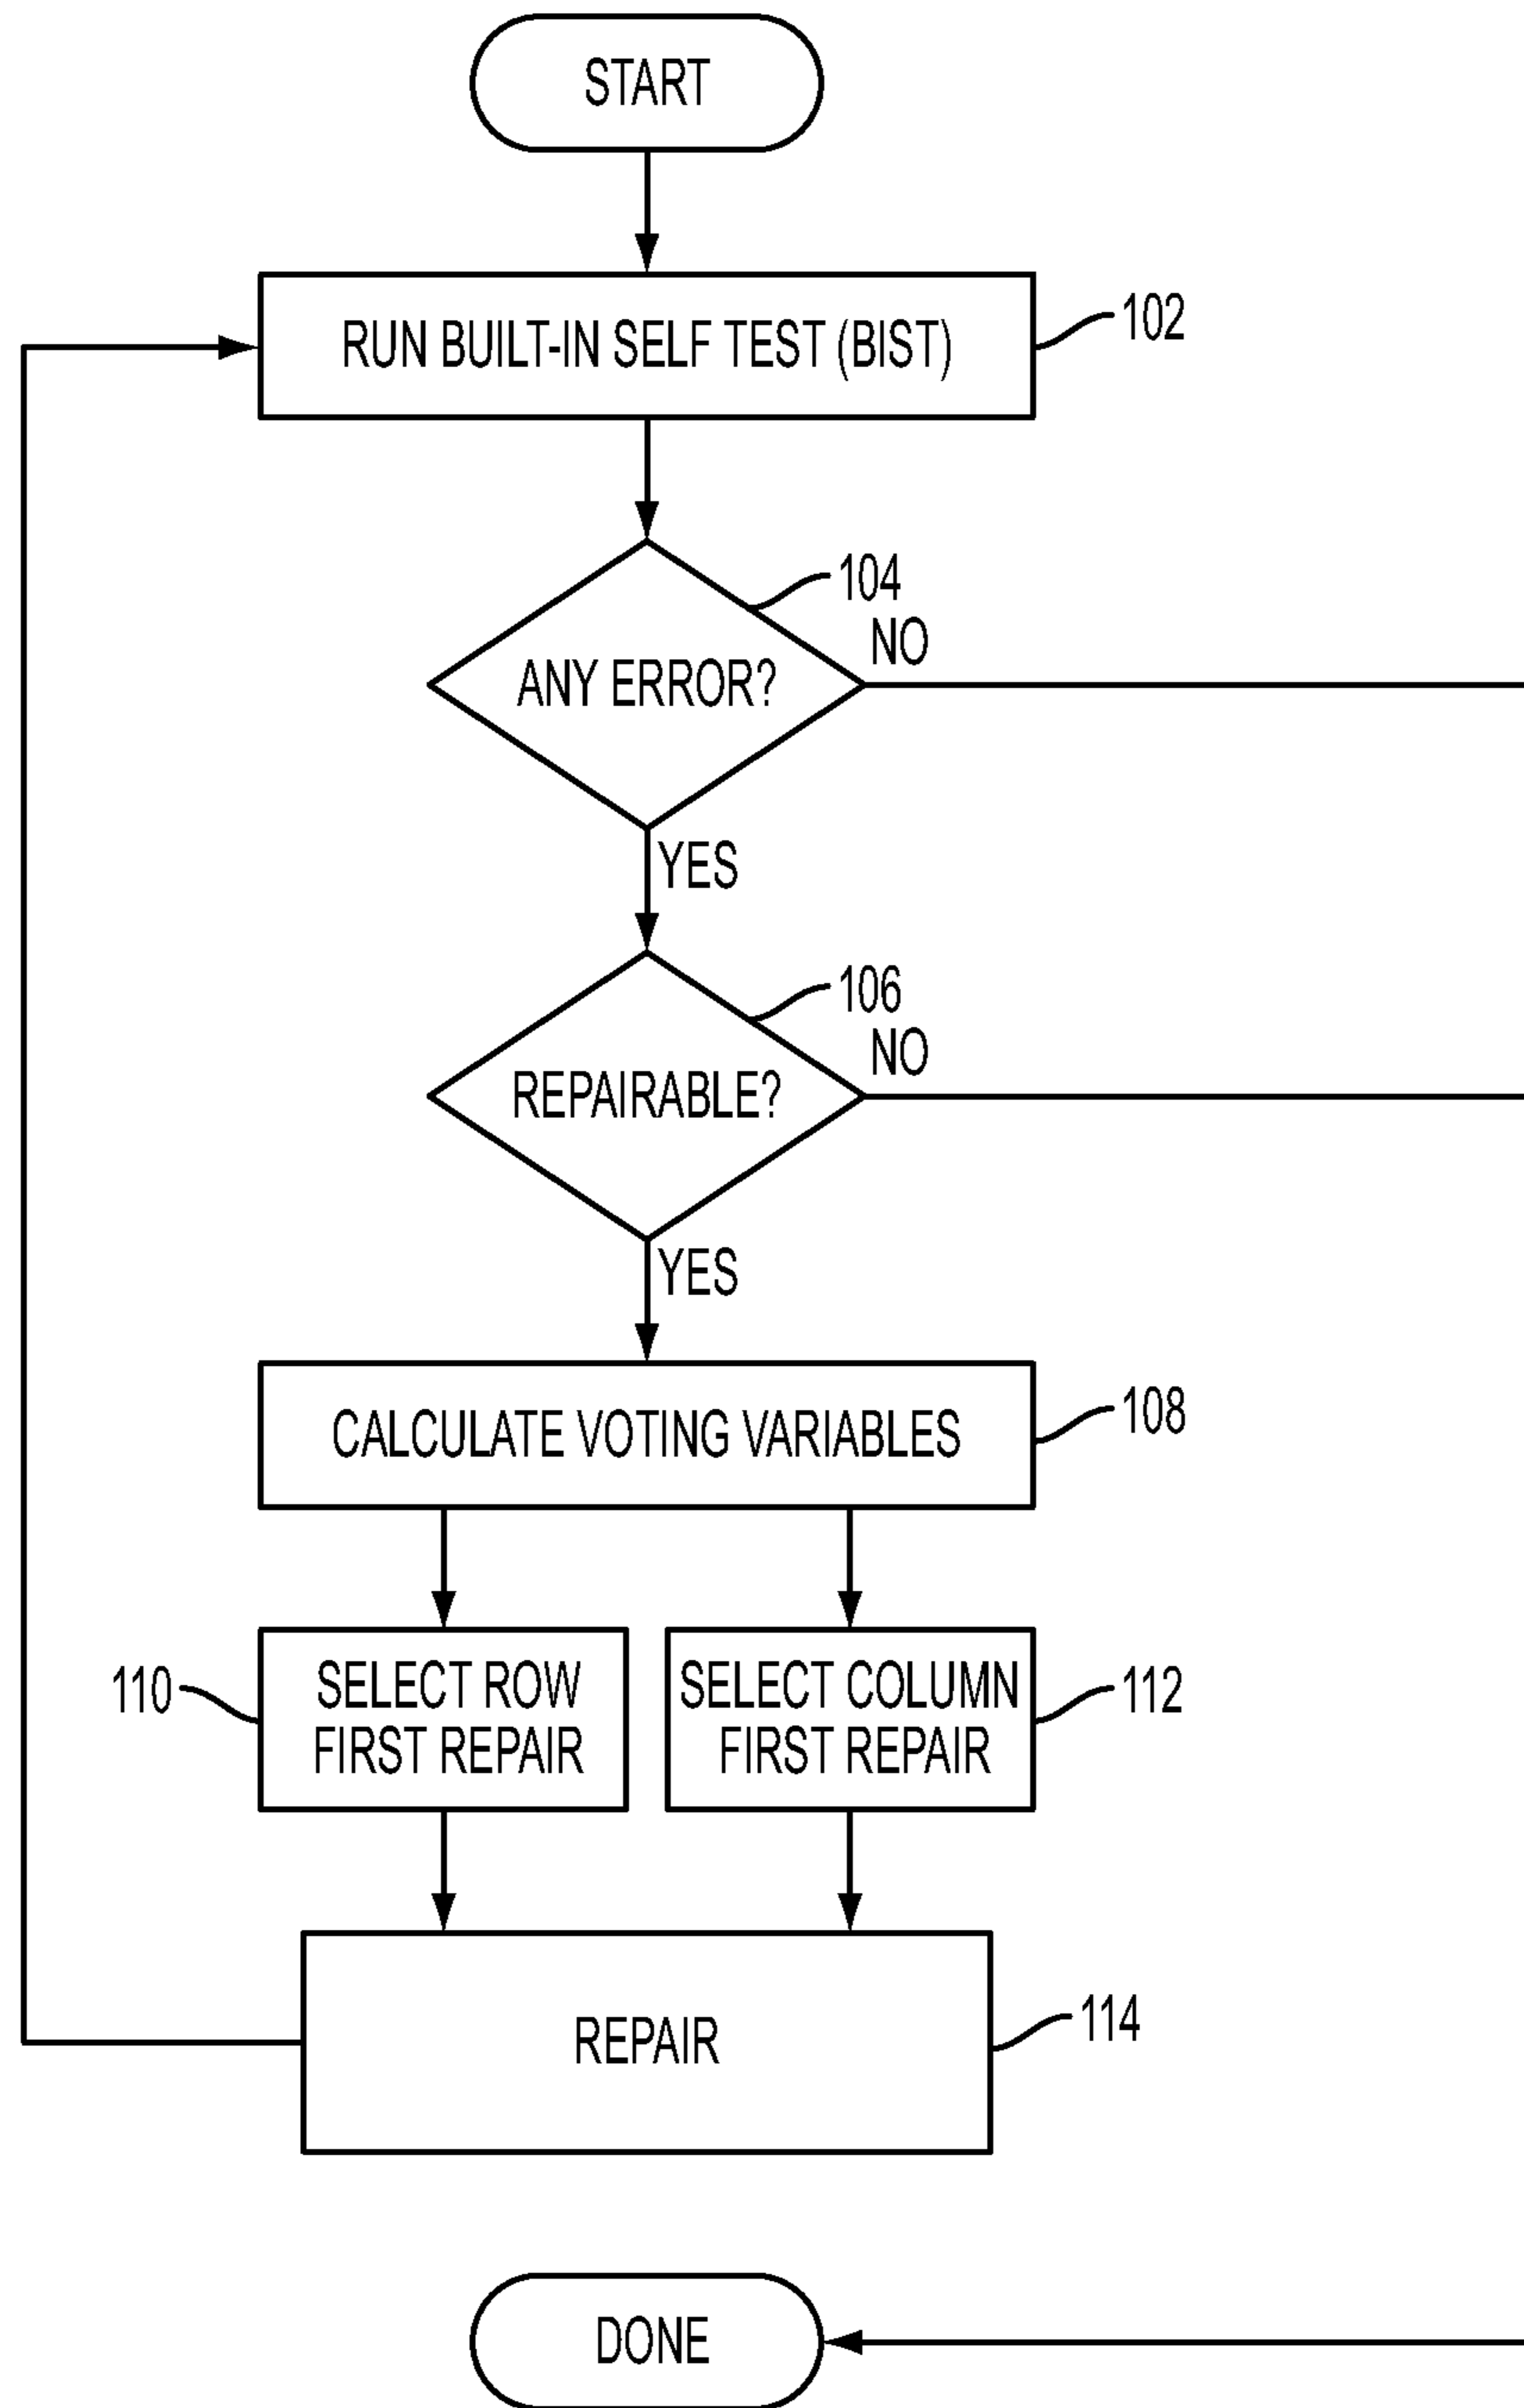 START
RUN BUILT-IN SELF TEST (BIST)
102
104
NO
ANY ERROR?
YES
106
NO
REPAIRABLE?
YES
CALCULATE VOTING VARIABLES
108
110
SELECT ROW
FIRST REPAIR
SELECT COLUMN
FIRST REPAIR
112
REPAIR
114
DONE